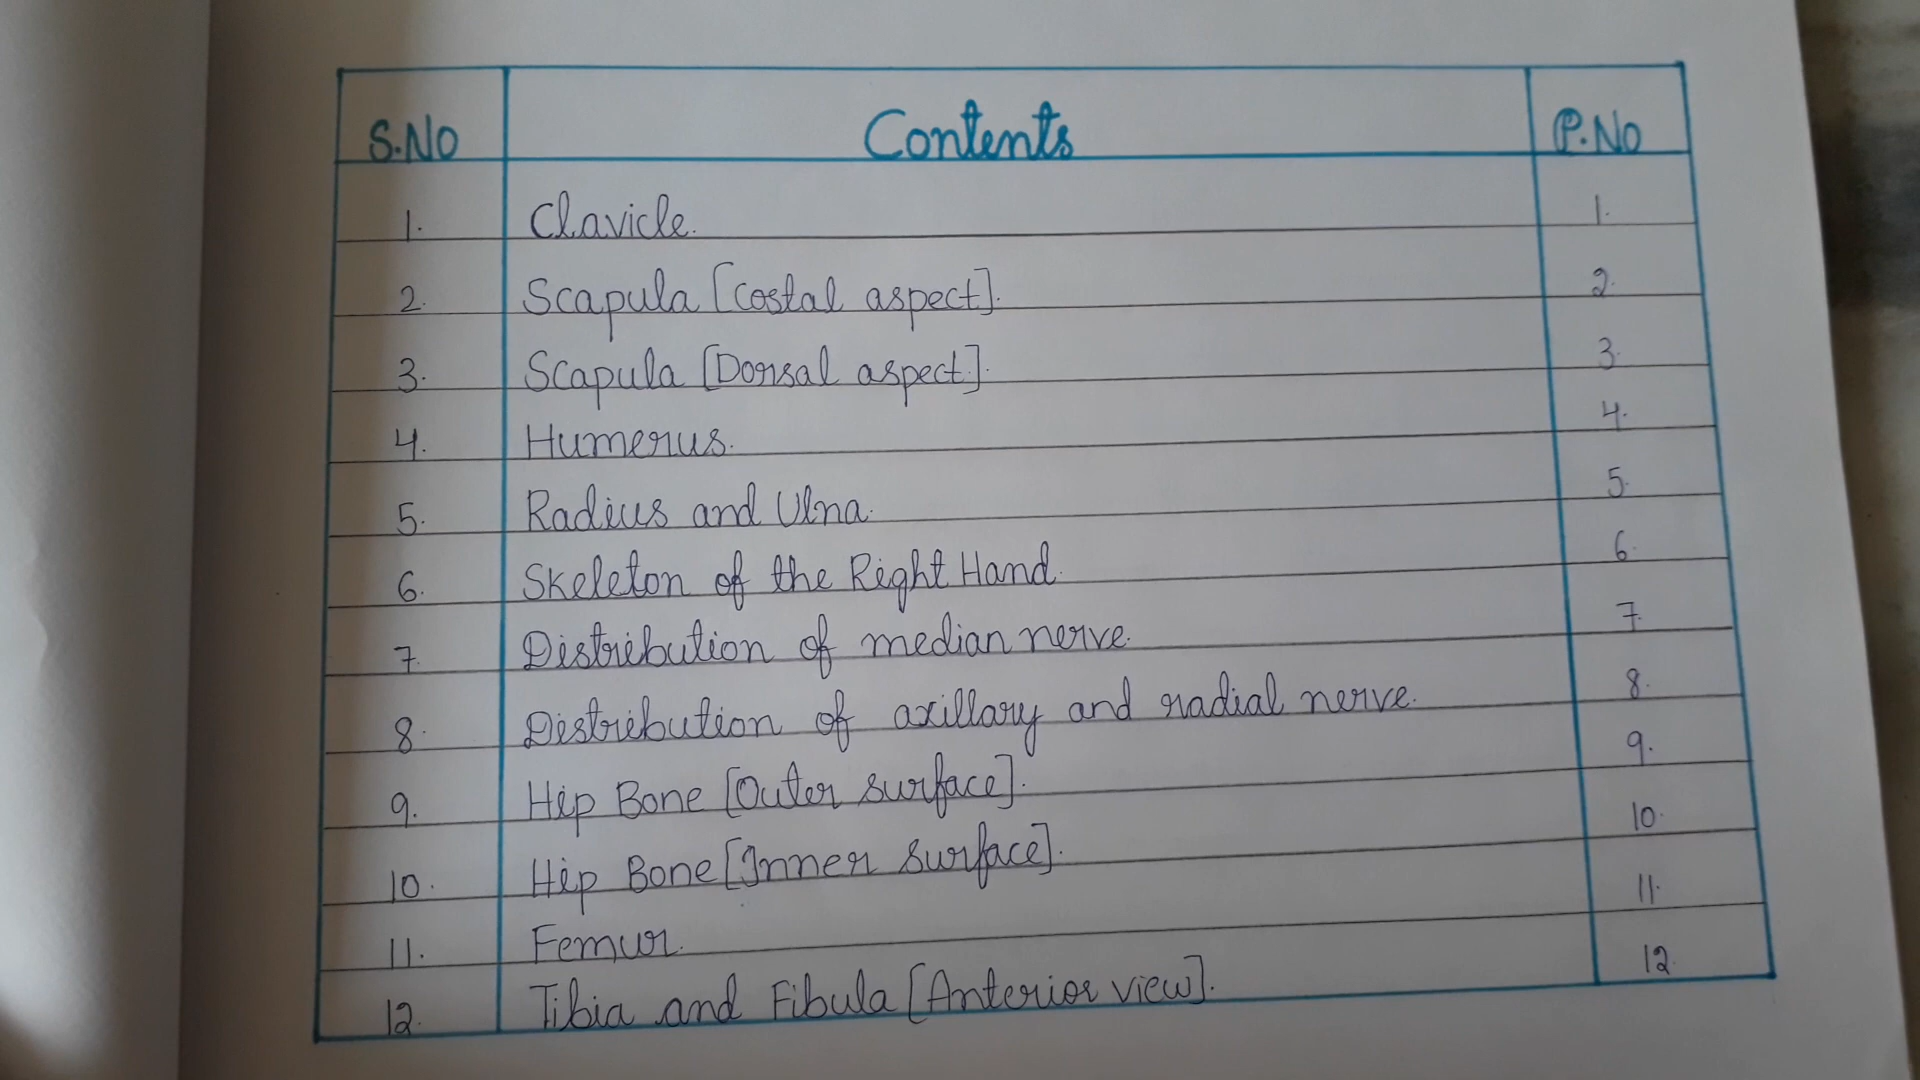 S.No Contents P.No
1. Clavicle. 1.
2. Scapula [Costal aspect]. 2.
3. Scapula [Dorsal aspect.]. 3.
4. Humerus. 4.
5. Radius and Ulna. 5.
6. Skeleton of the Right Hand. 6.
7. Distribution of median nerve. 7.
8. Distribution of axillary and radial nerve. 8.
9. Hip Bone [Outer surface]. 9.
10. Hip Bone [Inner surface]. 10.
11. Femur. 11.
12. Tibia and Fibula [Anterior view]. 12.